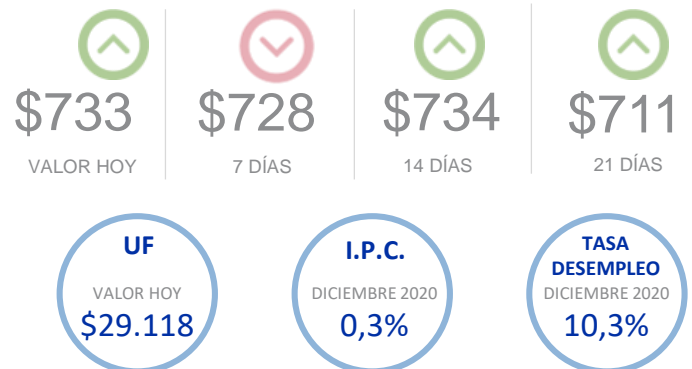 $733 $728 $734 $711
VALOR HOY 7 DÍAS 14 DÍAS 21 DÍAS
UF
VALOR HOY
$29.118
I.P.C.
DICIEMBRE 2020
0,3%
TASA
DESEMPLEO
DICIEMBRE 2020
10,3%